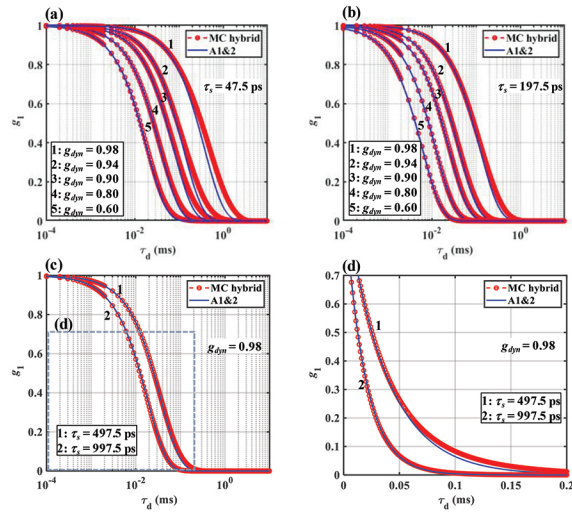 (a)
1
2
3
4
5
MC hybrid
A1&2
τs = 47.5 ps
1: gdyn = 0.98
2: gdyn = 0.94
3: gdyn = 0.90
4: gdyn = 0.80
5: gdyn = 0.60
g1
1
0.8
0.6
0.4
0.2
0
10-4
10-2
100
τd (ms)
(b)
1
2
3
4
5
MC hybrid
A1&2
τs = 197.5 ps
1: gdyn = 0.98
2: gdyn = 0.94
3: gdyn = 0.90
4: gdyn = 0.80
5: gdyn = 0.60
g1
1
0.8
0.6
0.4
0.2
0
10-4
10-2
100
τd (ms)
(c)
1
2
MC hybrid
A1&2
(d)
gdyn = 0.98
1: τs = 497.5 ps
2: τs = 997.5 ps
g1
1
0.8
0.6
0.4
0.2
0
10-4
10-2
100
τd (ms)
(d)
1
2
MC hybrid
A1&2
gdyn = 0.98
1: τs = 497.5 ps
2: τs = 997.5 ps
g1
0.7
0.6
0.5
0.4
0.3
0.2
0.1
0
0
0.05
0.1
0.15
0.2
τd (ms)